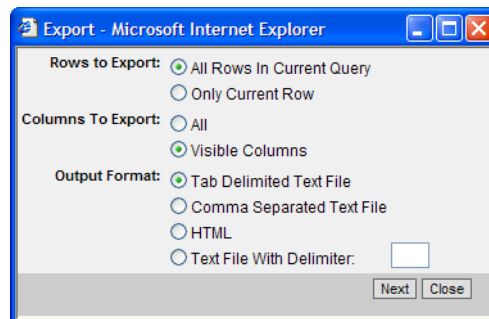 Export - Microsoft Internet Explorer
Rows to Export: All Rows In Current Query
Only Current Row
Columns To Export: All
Visible Columns
Output Format: Tab Delimited Text File
Comma Separated Text File
HTML
Text File With Delimiter:
Next Close